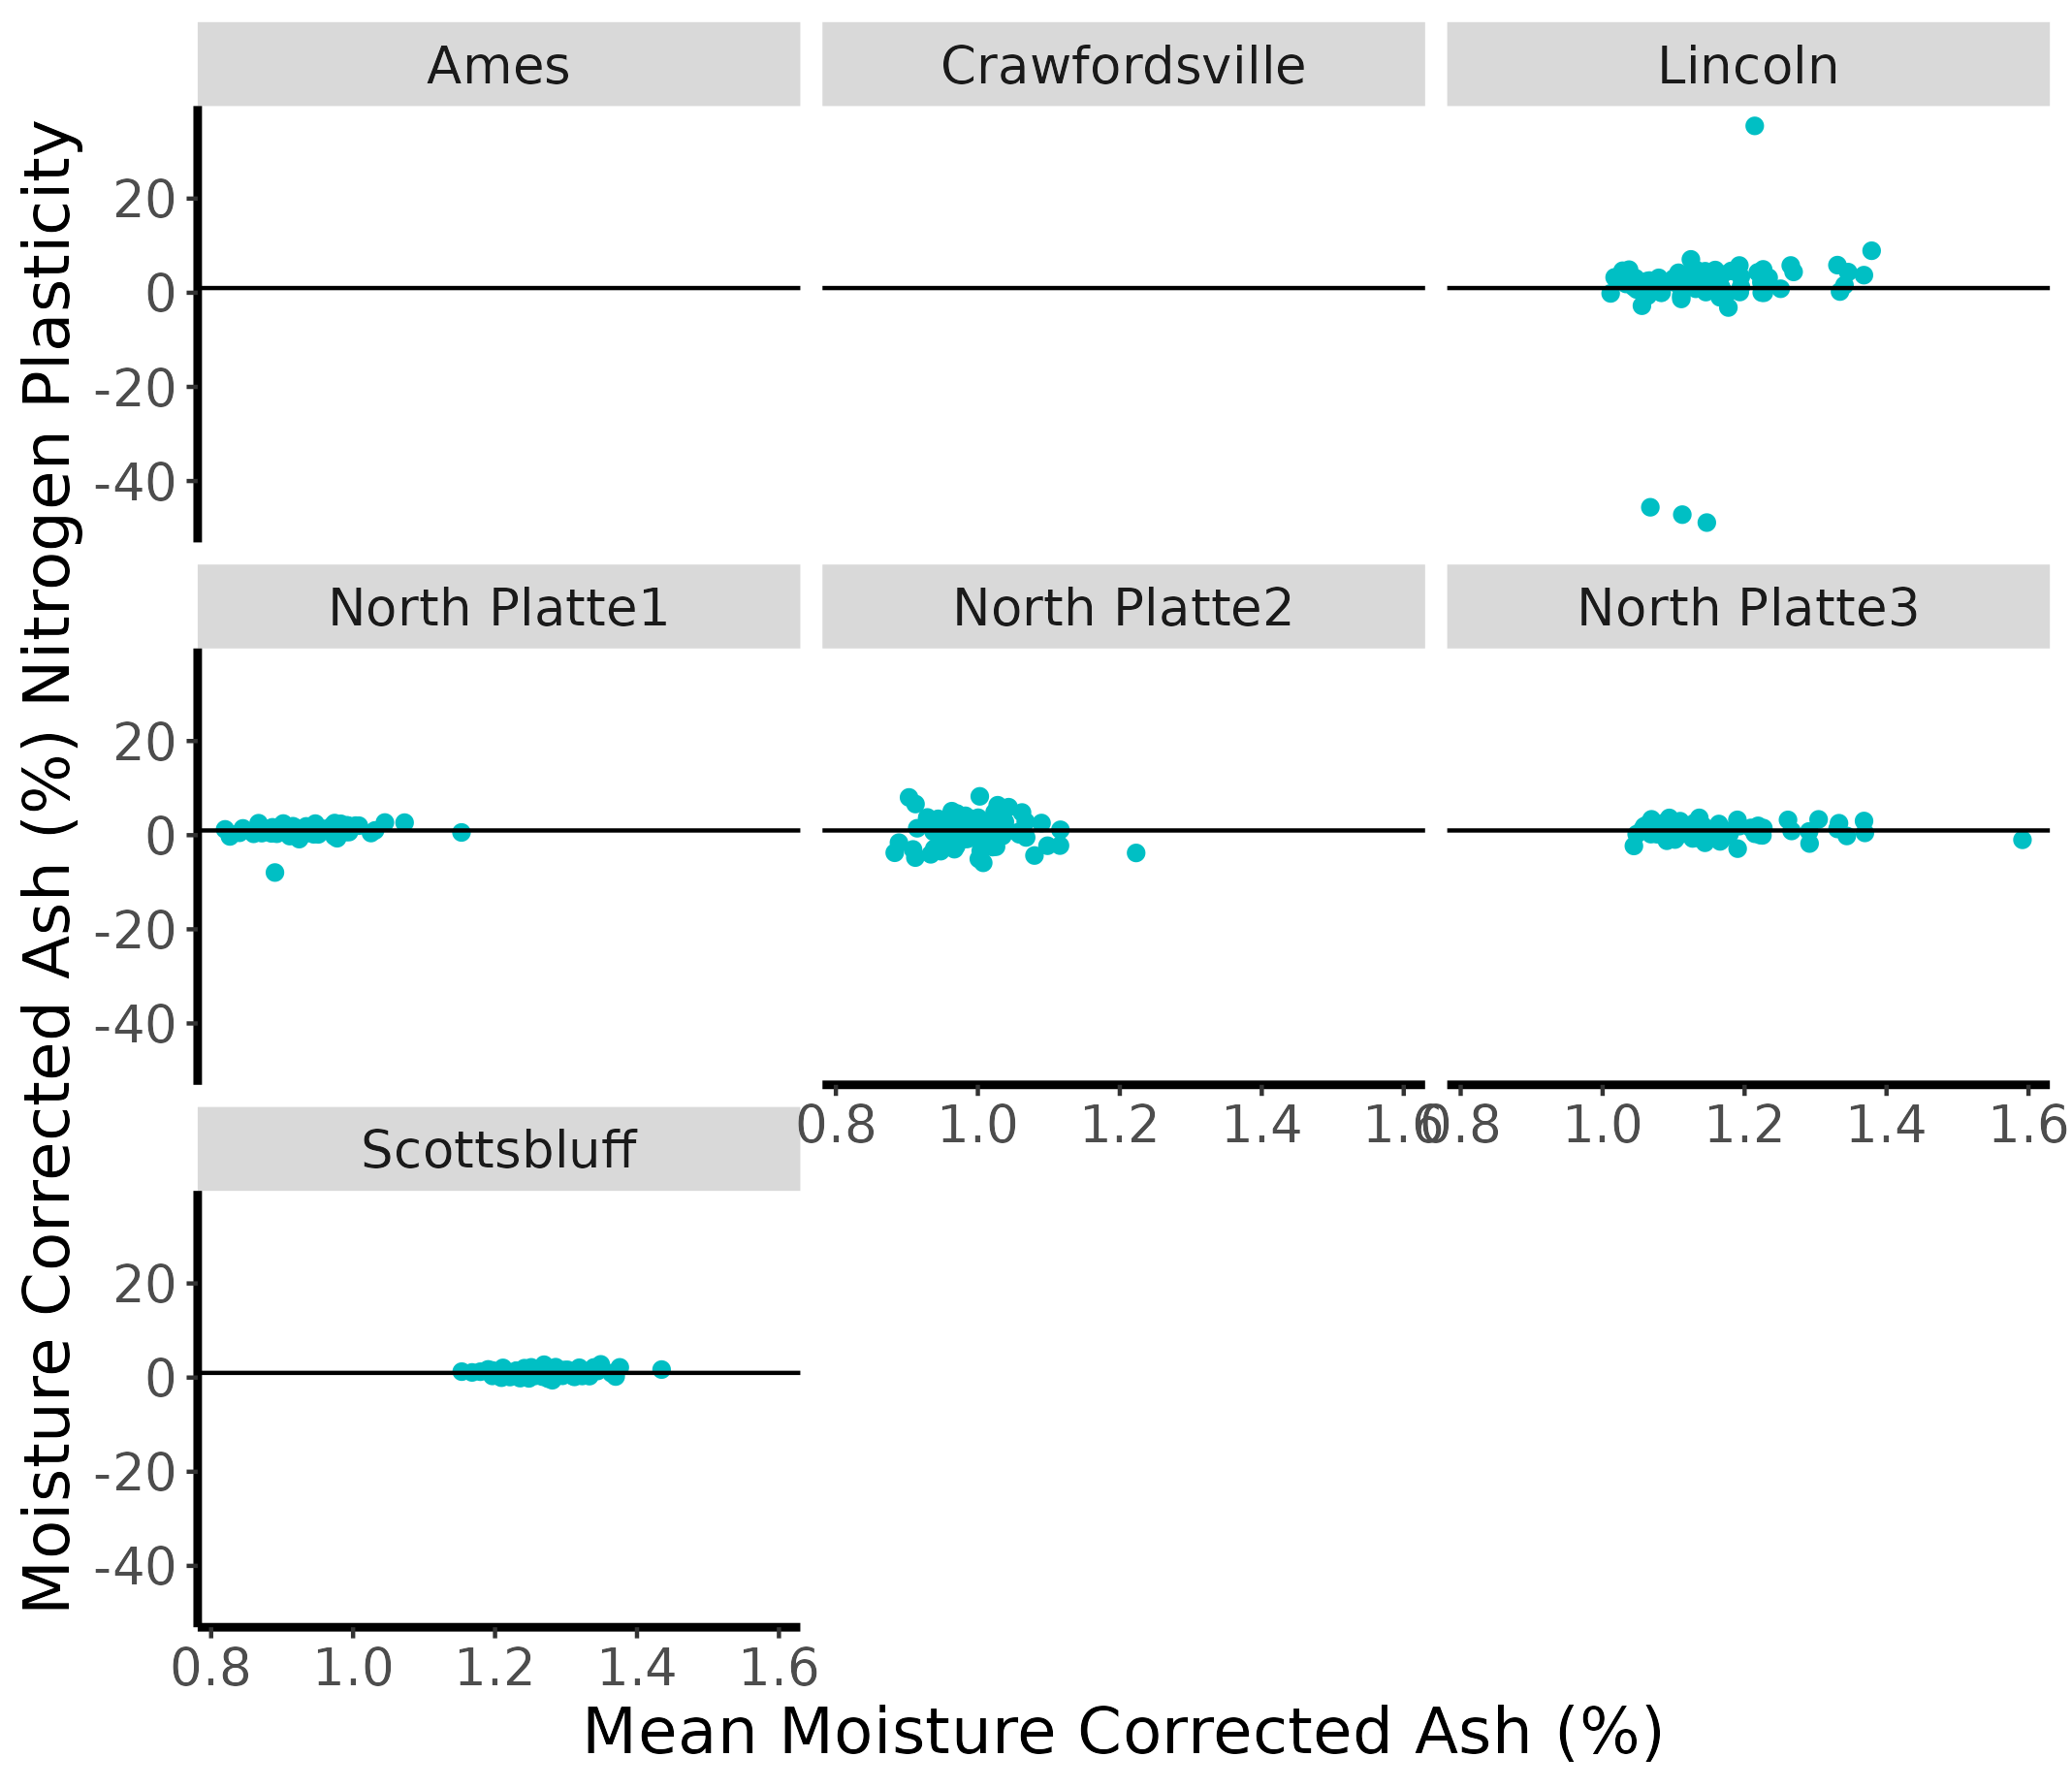 Ames
Crawfordsville
Lincoln
20
0
-20
-40
North Platte1
North Platte2
North Platte3
20
0
-20
-40
0.8 1.0 1.2 1.4 1.6
0.8 1.0 1.2 1.4 1.6
Scottsbluff
20
0
-20
-40
0.8 1.0 1.2 1.4 1.6
Mean Moisture Corrected Ash (%)
Moisture Corrected Ash (%) Nitrogen Plasticity